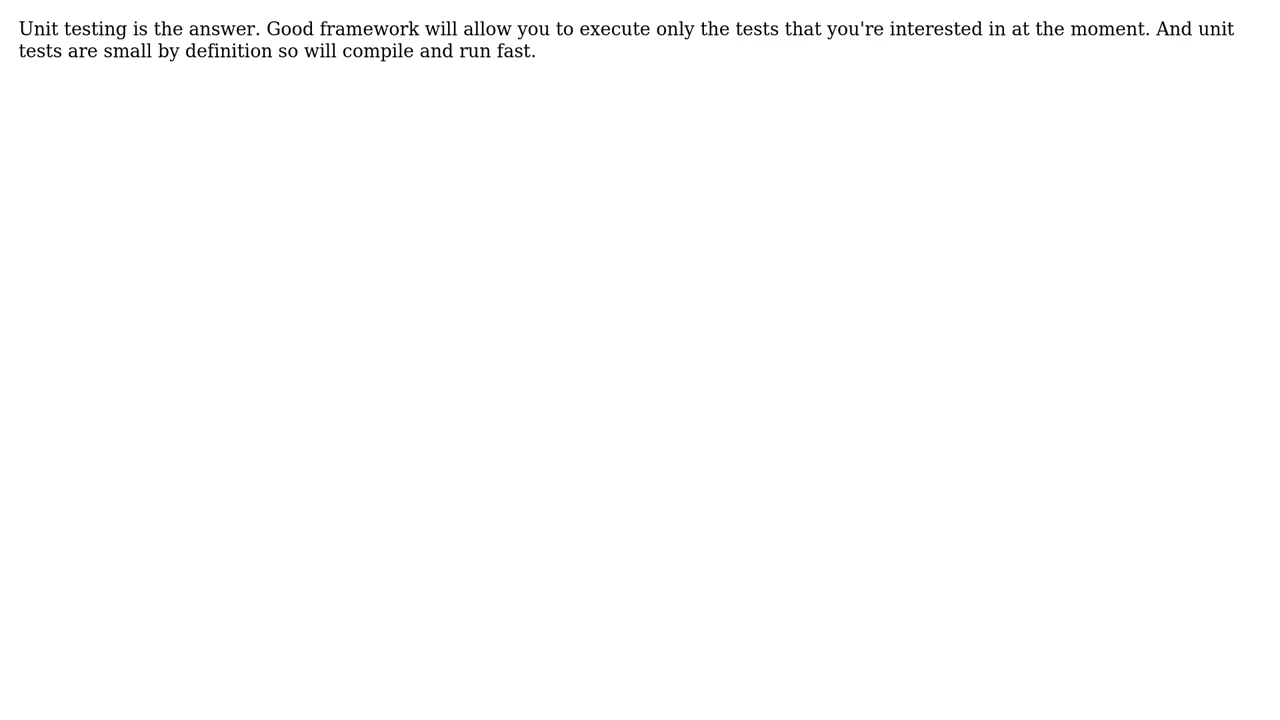 Unit testing is the answer. Good framework will allow you to execute only the tests that you're interested in at the moment. And unit
tests are small by definition so will compile and run fast.